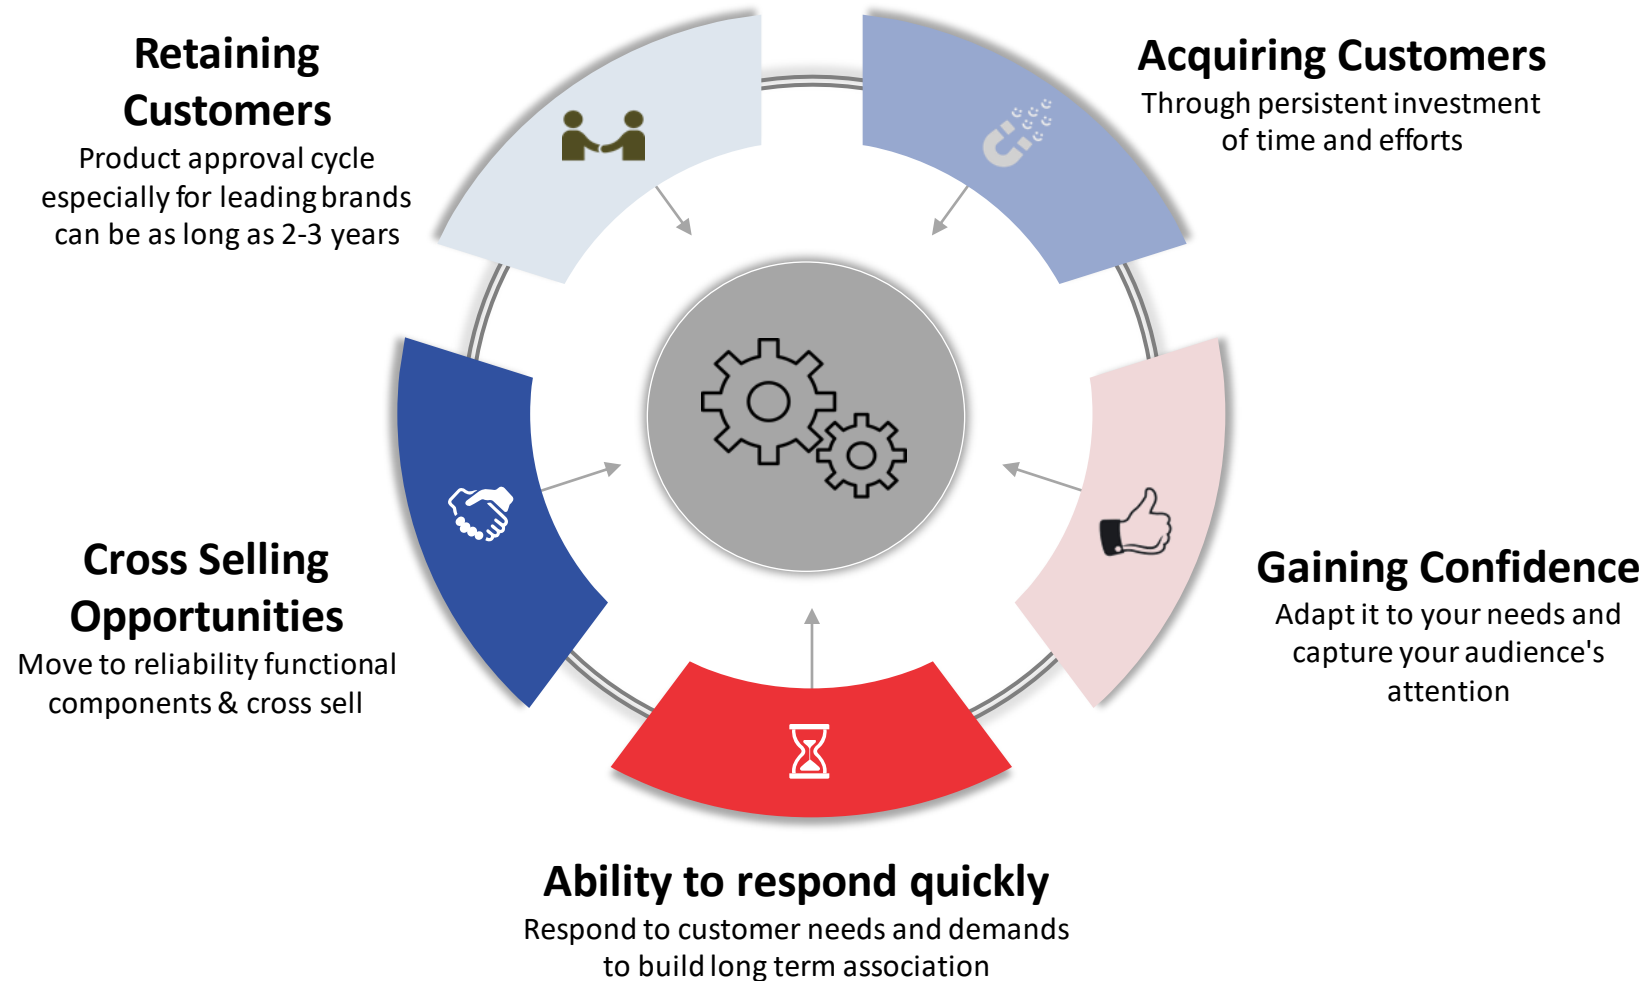 Retaining
Customers
Product approval cycle
especially for leading brands
can be as long as 2-3 years
Acquiring Customers
Through persistent investment
of time and efforts
Cross Selling
Opportunities
Move to reliability functional
components & cross sell
Gaining Confidence
Adapt it to your needs and
capture your audience's
attention
Ability to respond quickly
Respond to customer needs and demands
to build long term association